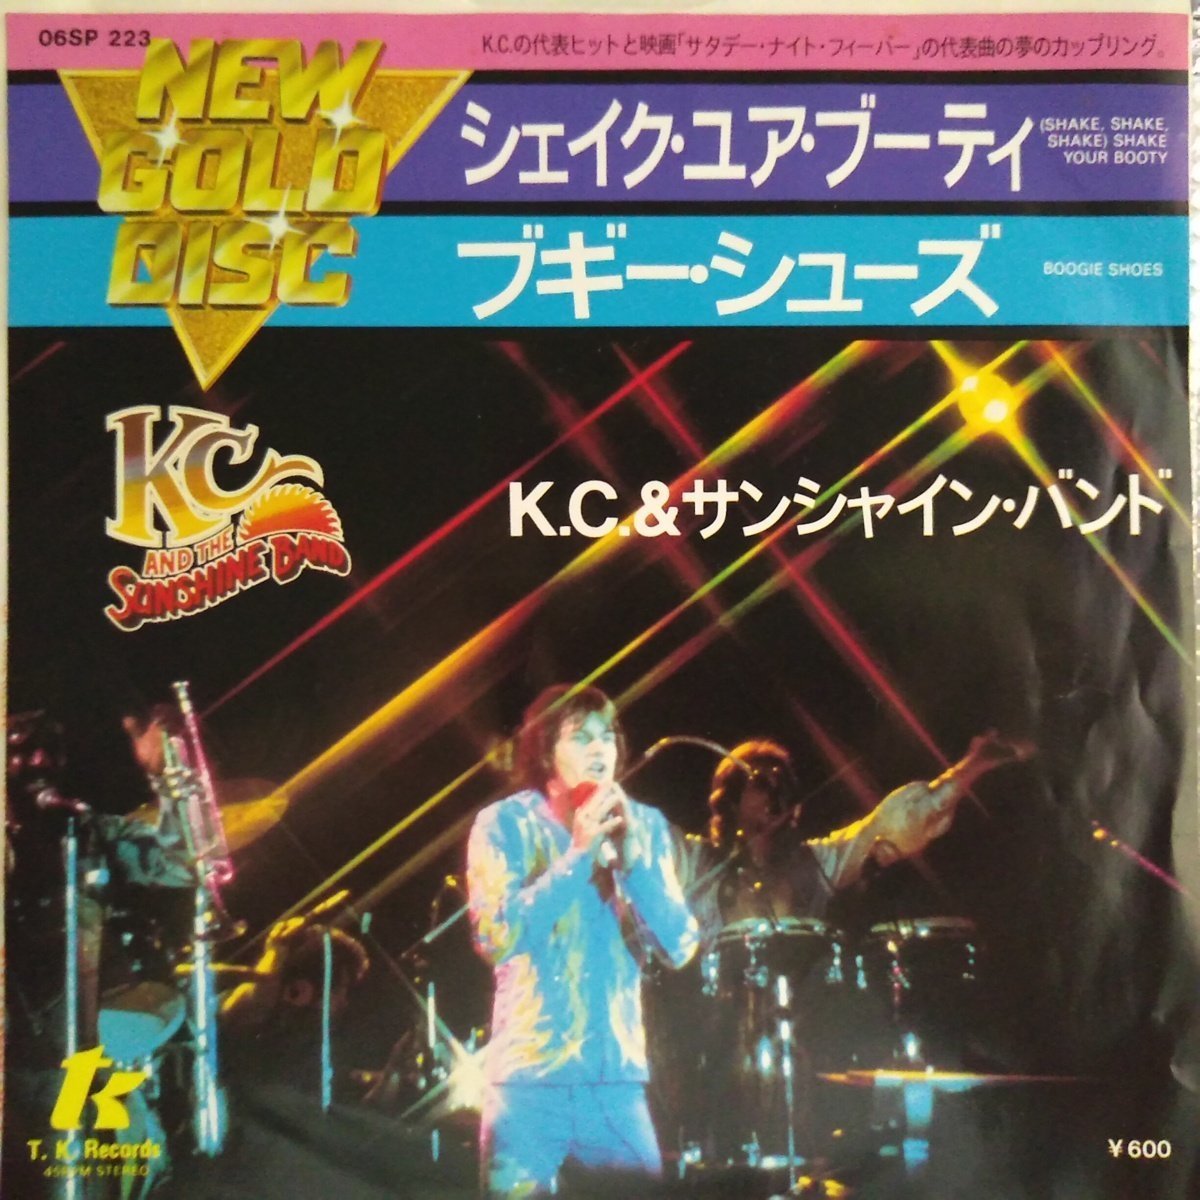 06SP 223
K.C.の代表ヒットと映画「サタデー・ナイト・フィーバー」の代表曲の夢のカップリング。
NEW
GOLD
DISC
シェイク・ユア・ブーティ
(SHAKE, SHAKE,
SHAKE) SHAKE
YOUR BOOTY
ブギー・シューズ
BOOGIE SHOES
KC
AND THE
SUNSHINE BAND
K.C.&サンシャイン・バンド
tk
T. K. Records
45RPM STEREO
¥600